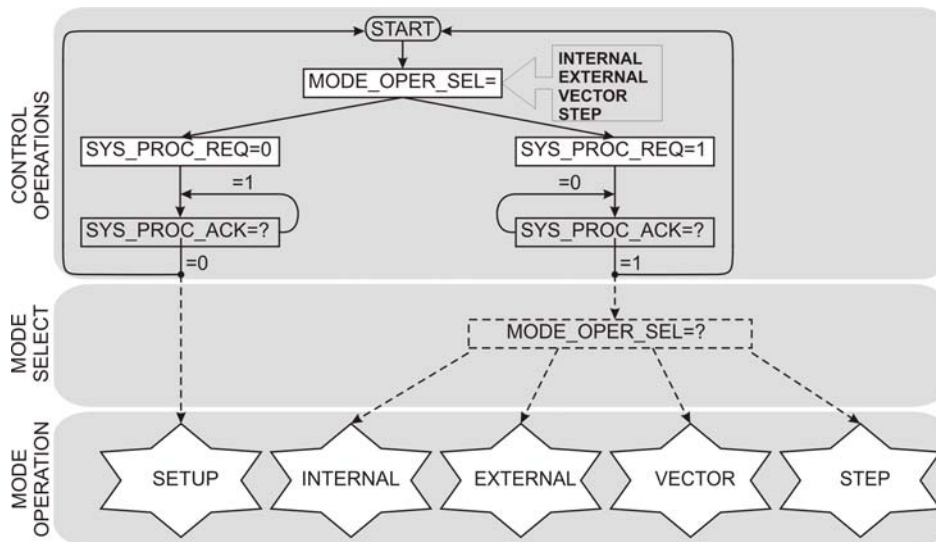 START
MODE_OPER_SEL=
INTERNAL
EXTERNAL
VECTOR
STEP
CONTROL
OPERATIONS
SYS_PROC_REQ=0
SYS_PROC_REQ=1
=1
=0
SYS_PROC_ACK=?
SYS_PROC_ACK=?
=0
=1
MODE
SELECT
MODE_OPER_SEL=?
MODE
OPERATION
SETUP
INTERNAL
EXTERNAL
VECTOR
STEP